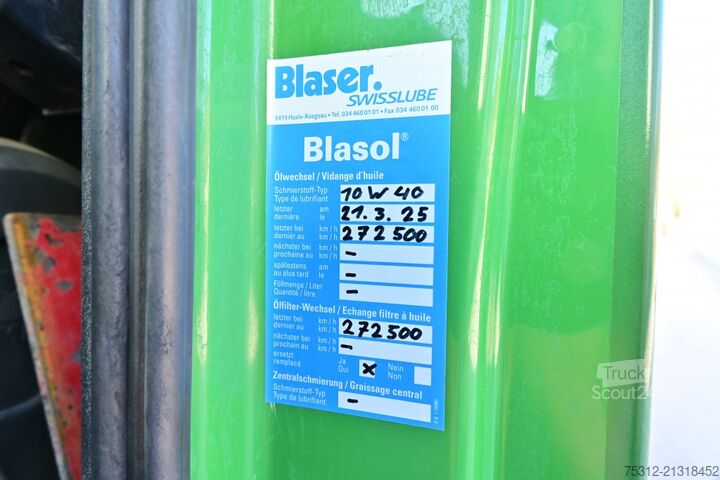 Blaser.
SWISSLUBE
3415 Hasle-Rüegsau • Tel. 034 460 01 01 • Fax 034 460 01 00
Blasol®
Ölwechsel / Vidange d'huile
Schmierstoff-Typ
Type de lubrifiant
10 W 40
letzter am
dernière le
21. 3. 25
letzter bei km / h
dernier au km / h
272 500
nächster bei km / h
prochaine au km / h
-
spätestens am
au plus tard le
-
Füllmenge / Liter
Quantité / litre
-
Ölfilter-Wechsel / Echange filtre à huile
letzter bei km / h
dernier au km / h
272 500
nächster bei km / h
prochain au km / h
-
ersetzt Ja Nein
remplacé Oui x Non
Zentralschmierung / Graissage central
Schmierstoff-Typ
Type de lubrifiant
-
Truck
Scout24
75312-21318452